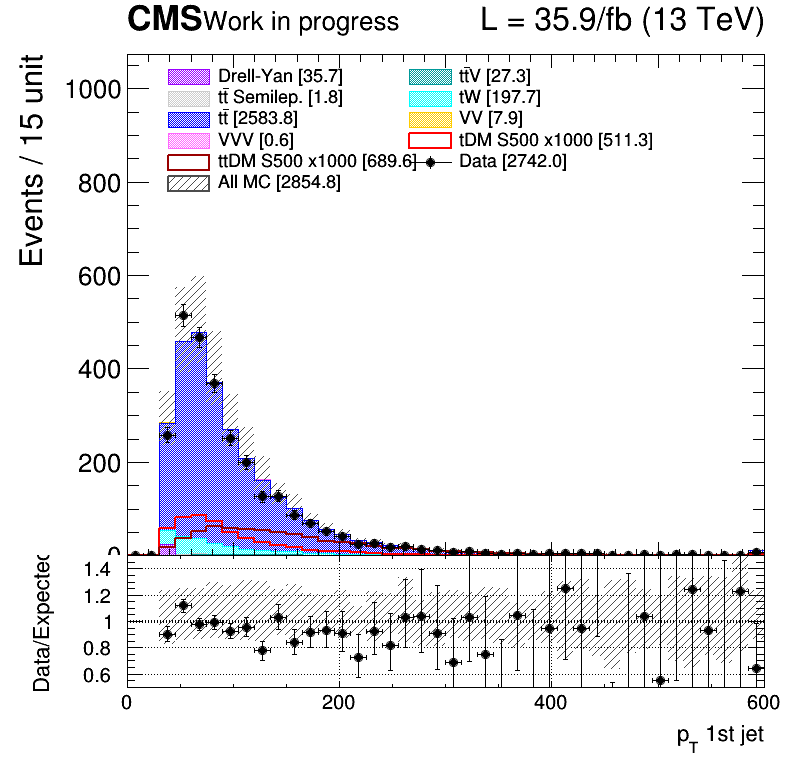 CMS Work in progress L = 35.9/fb (13 TeV)
Events / 15 unit
1000
800
600
400
200
0
Drell-Yan [35.7] tt̄V [27.3]
tt̄ Semilep. [1.8] tW [197.7]
tt̄ [2583.8] VV [7.9]
VVV [0.6] tDM S500 x1000 [511.3]
ttDM S500 x1000 [689.6] Data [2742.0]
All MC [2854.8]
Data/Expected
1.4
1.2
1
0.8
0.6
0 200 400 600
p_T 1st jet